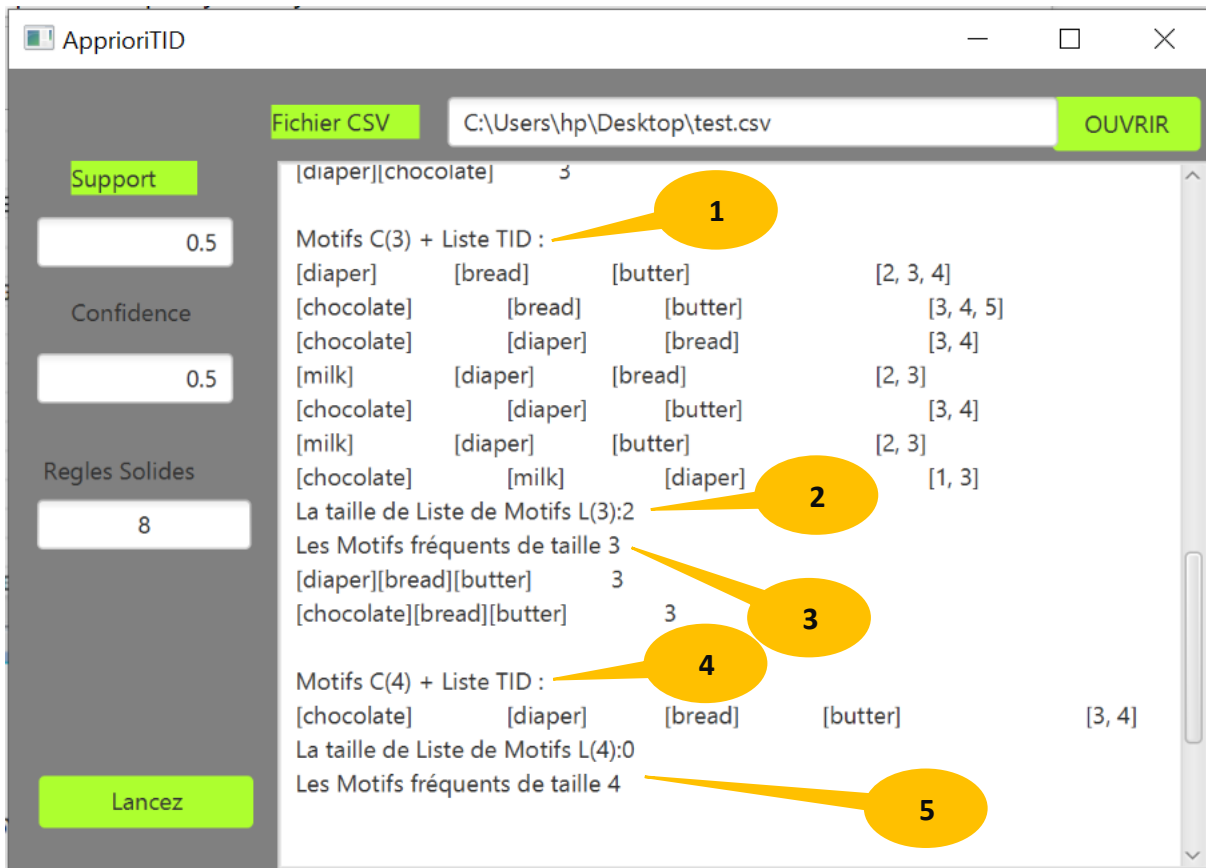 ApprioriTID
Fichier CSV C:\Users\hp\Desktop\test.csv OUVRIR
Support
0.5
Confidence
0.5
Regles Solides
8
Lancez
[diaper][chocolate] 3
Motifs C(3) + Liste TID : 1
[diaper] [bread] [butter] [2, 3, 4]
[chocolate] [bread] [butter] [3, 4, 5]
[chocolate] [diaper] [bread] [3, 4]
[milk] [diaper] [bread] [2, 3]
[chocolate] [diaper] [butter] [3, 4]
[milk] [diaper] [butter] [2, 3]
[chocolate] [milk] [diaper] [1, 3]
La taille de Liste de Motifs L(3):2 2
Les Motifs fréquents de taille 3 3
[diaper][bread][butter] 3
[chocolate][bread][butter] 3
Motifs C(4) + Liste TID : 4
[chocolate] [diaper] [bread] [butter] [3, 4]
La taille de Liste de Motifs L(4):0
Les Motifs fréquents de taille 4 5